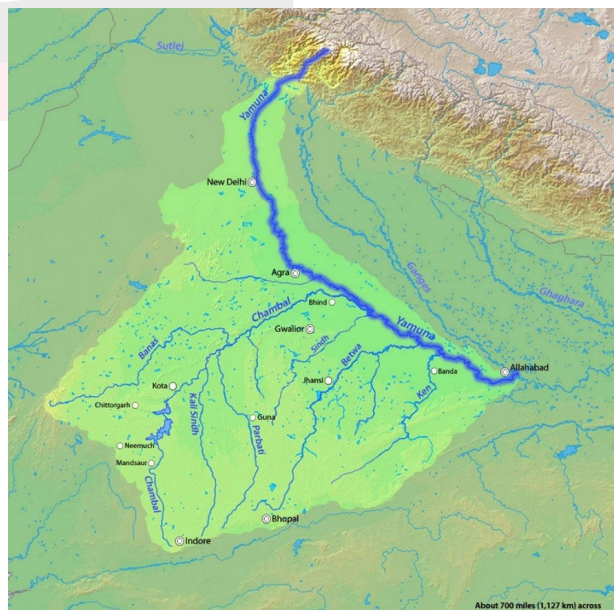 Sutlej
Yamuna
New Delhi
Agra
Ganges
Ghaghara
Bhind
Chambal
Gwalior
Yamuna
Sindh
Banas
Betwa
Allahabad
Kota
Jhansi
Banda
Ken
Chittorgarh
Kali Sindh
Guna
Parbati
Neemuch
Mandsaur
Chambal
Bhopal
Indore
About 700 miles (1,127 km) across